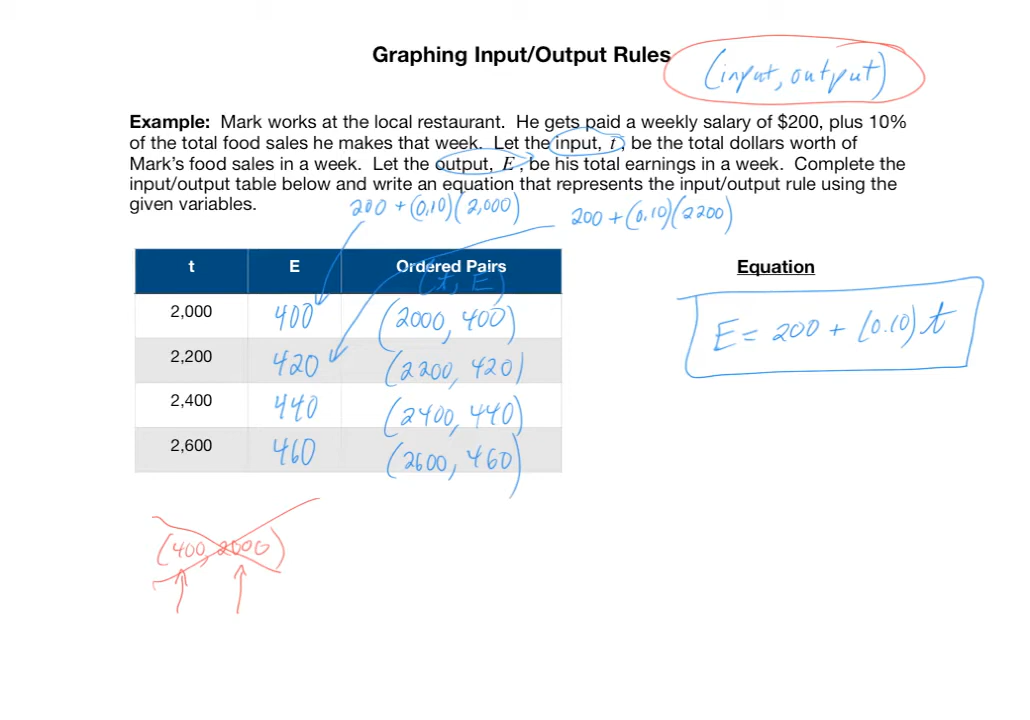 Graphing Input/Output Rules (input, output)
Example: Mark works at the local restaurant. He gets paid a weekly salary of $200, plus 10%
of the total food sales he makes that week. Let the input, t, be the total dollars worth of
Mark's food sales in a week. Let the output, E, be his total earnings in a week. Complete the
input/output table below and write an equation that represents the input/output rule using the
given variables.
200 + (0.10)(2,000) 200 + (0.10)(2200)
t E Ordered Pairs Equation
(t, E)
2,000 400 (2000, 400) E = 200 + (0.10) t
2,200 420 (2200, 420)
2,400 440 (2400, 440)
2,600 460 (2600, 460)
(400, 2000)